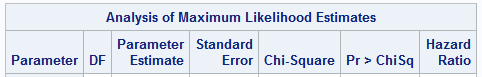 Analysis of Maximum Likelihood Estimates
Parameter DF Parameter Estimate Standard Error Chi-Square Pr > ChiSq Hazard Ratio